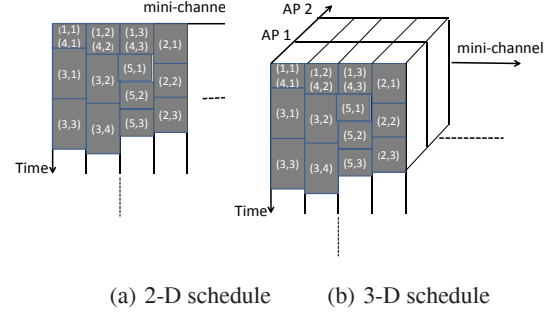 mini-channel
(1,1) (1,2) (1,3) (2,1)
(4,1) (4,2) (4,3)
(3,1) (3,2) (5,1) (2,2)
(5,2)
(3,3) (3,4) (5,3) (2,3)
Time
AP 2
AP 1
mini-channel
(1,1) (1,2) (1,3) (2,1)
(4,1) (4,2) (4,3)
(3,1) (3,2) (5,1) (2,2)
(5,2)
(3,3) (3,4) (5,3) (2,3)
Time
(a) 2-D schedule (b) 3-D schedule